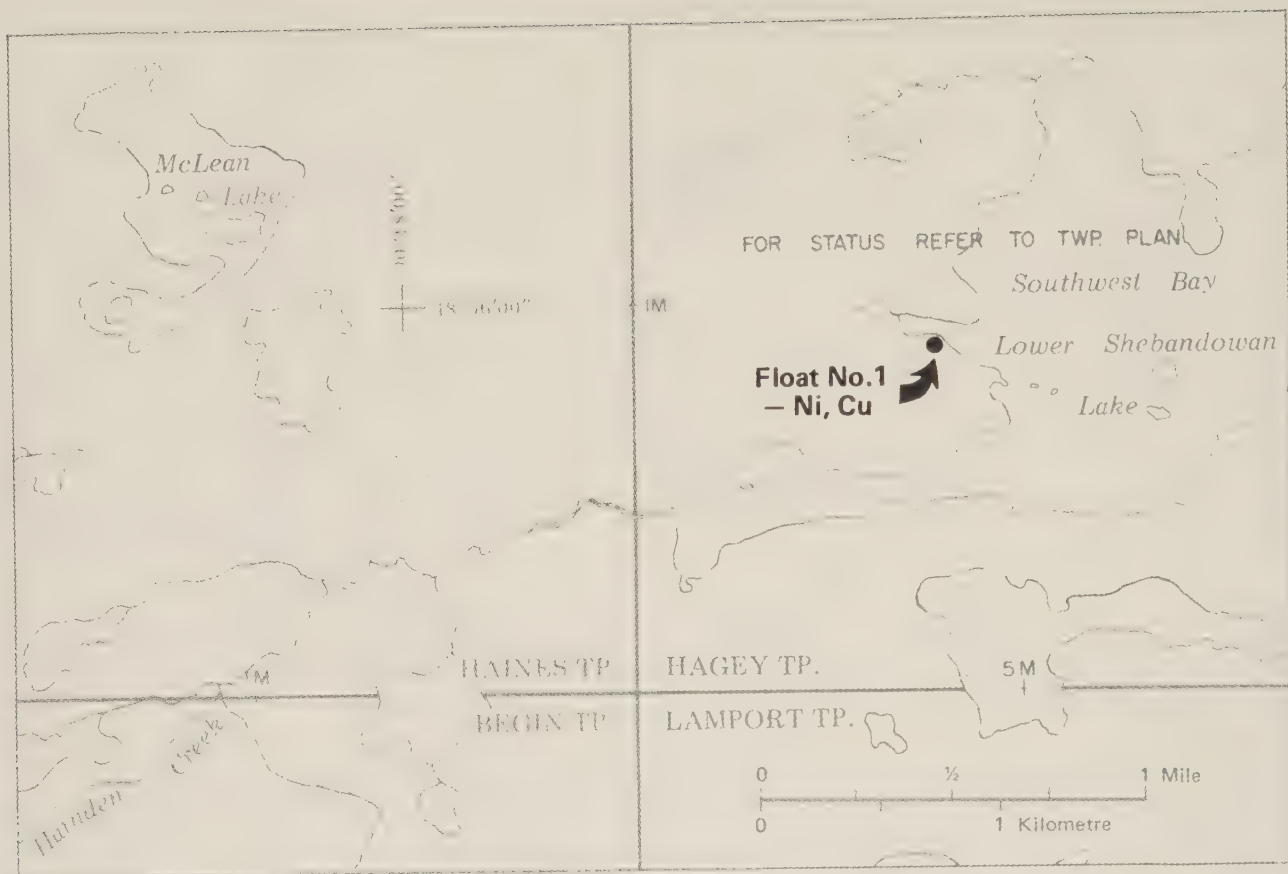 McLean
Lake
FOR STATUS REFER TO TWP. PLAN
Southwest Bay
1M
Lower Shebandowan
Float No.1
— Ni, Cu
Lake
HAINES TP.
HAGEY TP.
M
5M
BEGIN TP.
LAMPORT TP.
Creek
0 ½ 1 Mile
0 1 Kilometre